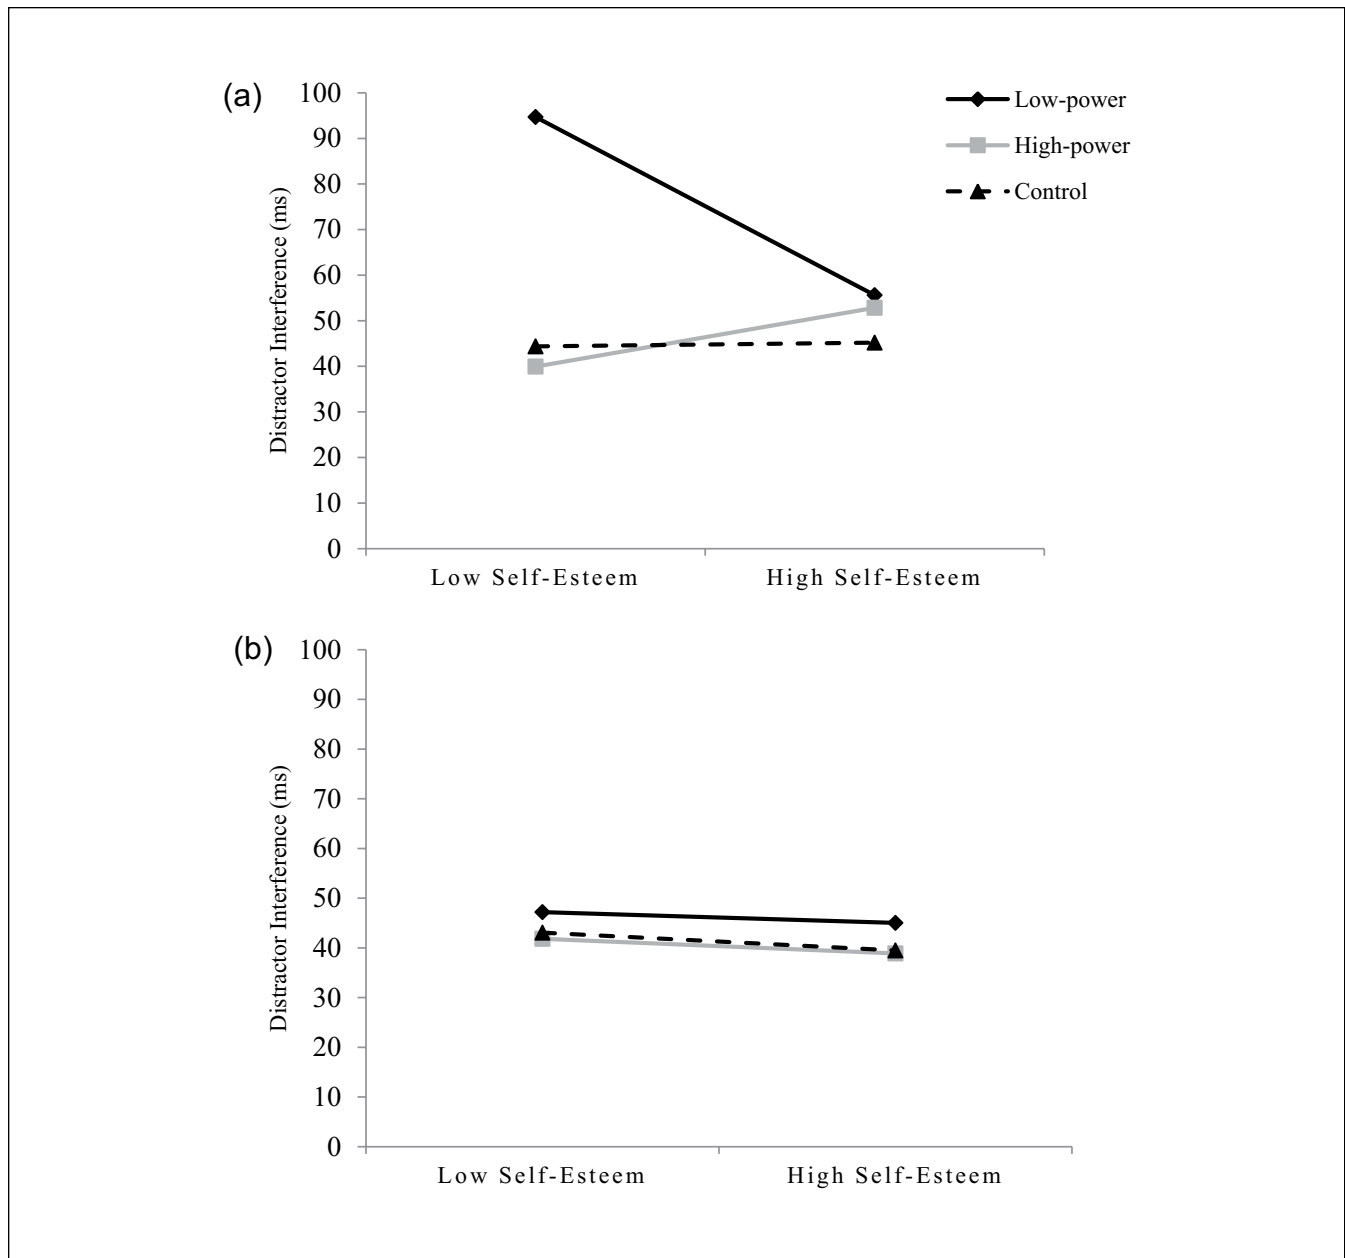 (a)
Low-power
High-power
Control
Distractor Interference (ms)
100
90
80
70
60
50
40
30
20
10
0
Low Self-Esteem
High Self-Esteem
(b)
Distractor Interference (ms)
100
90
80
70
60
50
40
30
20
10
0
Low Self-Esteem
High Self-Esteem